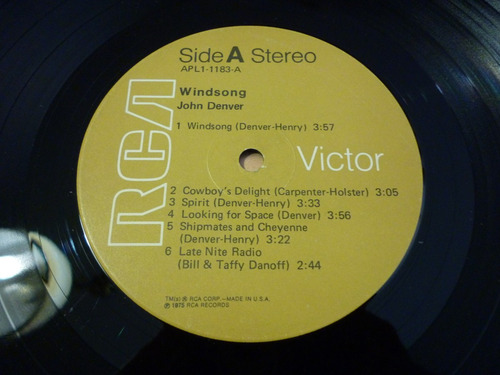 Side A Stereo
APL1-1183-A
RCA
Windsong
John Denver
1 Windsong (Denver-Henry) 3:57
Victor
2 Cowboy's Delight (Carpenter-Holster) 3:05
3 Spirit (Denver-Henry) 3:33
4 Looking for Space (Denver) 3:56
5 Shipmates and Cheyenne
(Denver-Henry) 3:22
6 Late Nite Radio
(Bill & Taffy Danoff) 2:44
TM(s) ® RCA CORP.—MADE IN U.S.A.
℗ 1975 RCA RECORDS